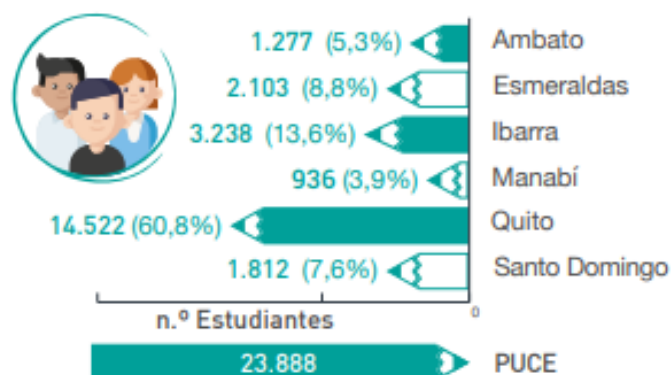 1.277 (5,3%) Ambato
2.103 (8,8%) Esmeraldas
3.238 (13,6%) Ibarra
936 (3,9%) Manabí
14.522 (60,8%) Quito
1.812 (7,6%) Santo Domingo
0
n.º Estudiantes
23.888 PUCE